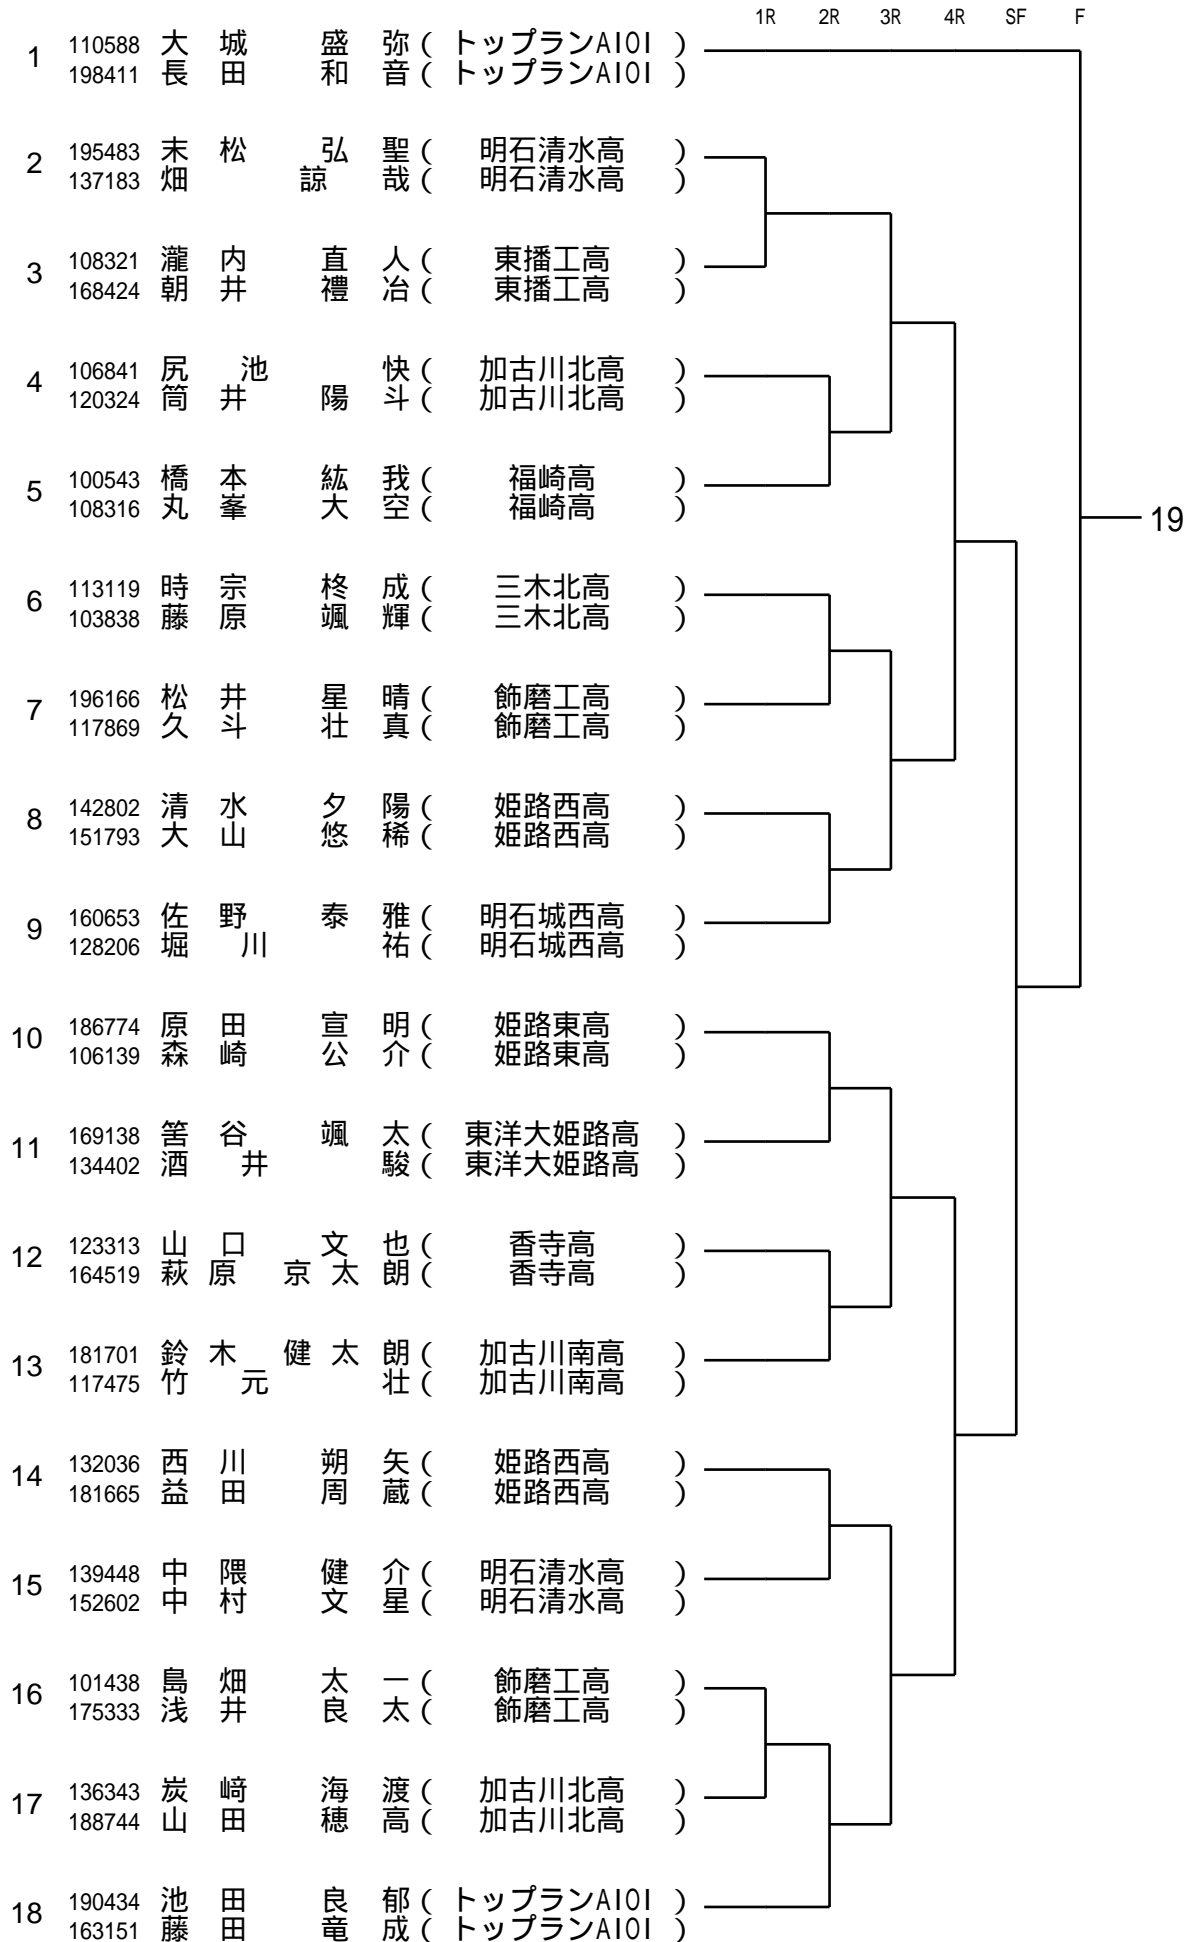 1R 2R 3R 4R SF F
1 110588 大城 盛弥 ( トップランAIOI )
198411 長田 和音 ( トップランAIOI )
2 195483 末松 弘聖 ( 明石清水高 )
137183 畑 諒哉 ( 明石清水高 )
3 108321 瀧内 直人 ( 東播工高 )
168424 朝井 禮冶 ( 東播工高 )
4 106841 尻池 快 ( 加古川北高 )
120324 筒井 陽斗 ( 加古川北高 )
5 100543 橋本 紘我 ( 福崎高 )
108316 丸峯 大空 ( 福崎高 )
19
6 113119 時宗 柊成 ( 三木北高 )
103838 藤原 颯輝 ( 三木北高 )
7 196166 松井 星晴 ( 飾磨工高 )
117869 久斗 壮真 ( 飾磨工高 )
8 142802 清水 夕陽 ( 姫路西高 )
151793 大山 悠稀 ( 姫路西高 )
9 160653 佐野 泰雅 ( 明石城西高 )
128206 堀川 祐 ( 明石城西高 )
10 186774 原田 宣明 ( 姫路東高 )
106139 森崎 公介 ( 姫路東高 )
11 169138 筈谷 颯太 ( 東洋大姫路高 )
134402 酒井 駿 ( 東洋大姫路高 )
12 123313 山口 文也 ( 香寺高 )
164519 萩原 京太朗 ( 香寺高 )
13 181701 鈴木 健太朗 ( 加古川南高 )
117475 竹元 壮 ( 加古川南高 )
14 132036 西川 朔矢 ( 姫路西高 )
181665 益田 周蔵 ( 姫路西高 )
15 139448 中隈 健介 ( 明石清水高 )
152602 中村 文星 ( 明石清水高 )
16 101438 島畑 太一 ( 飾磨工高 )
175333 浅井 良太 ( 飾磨工高 )
17 136343 炭﨑 海渡 ( 加古川北高 )
188744 山田 穂高 ( 加古川北高 )
18 190434 池田 良郁 ( トップランAIOI )
163151 藤田 竜成 ( トップランAIOI )